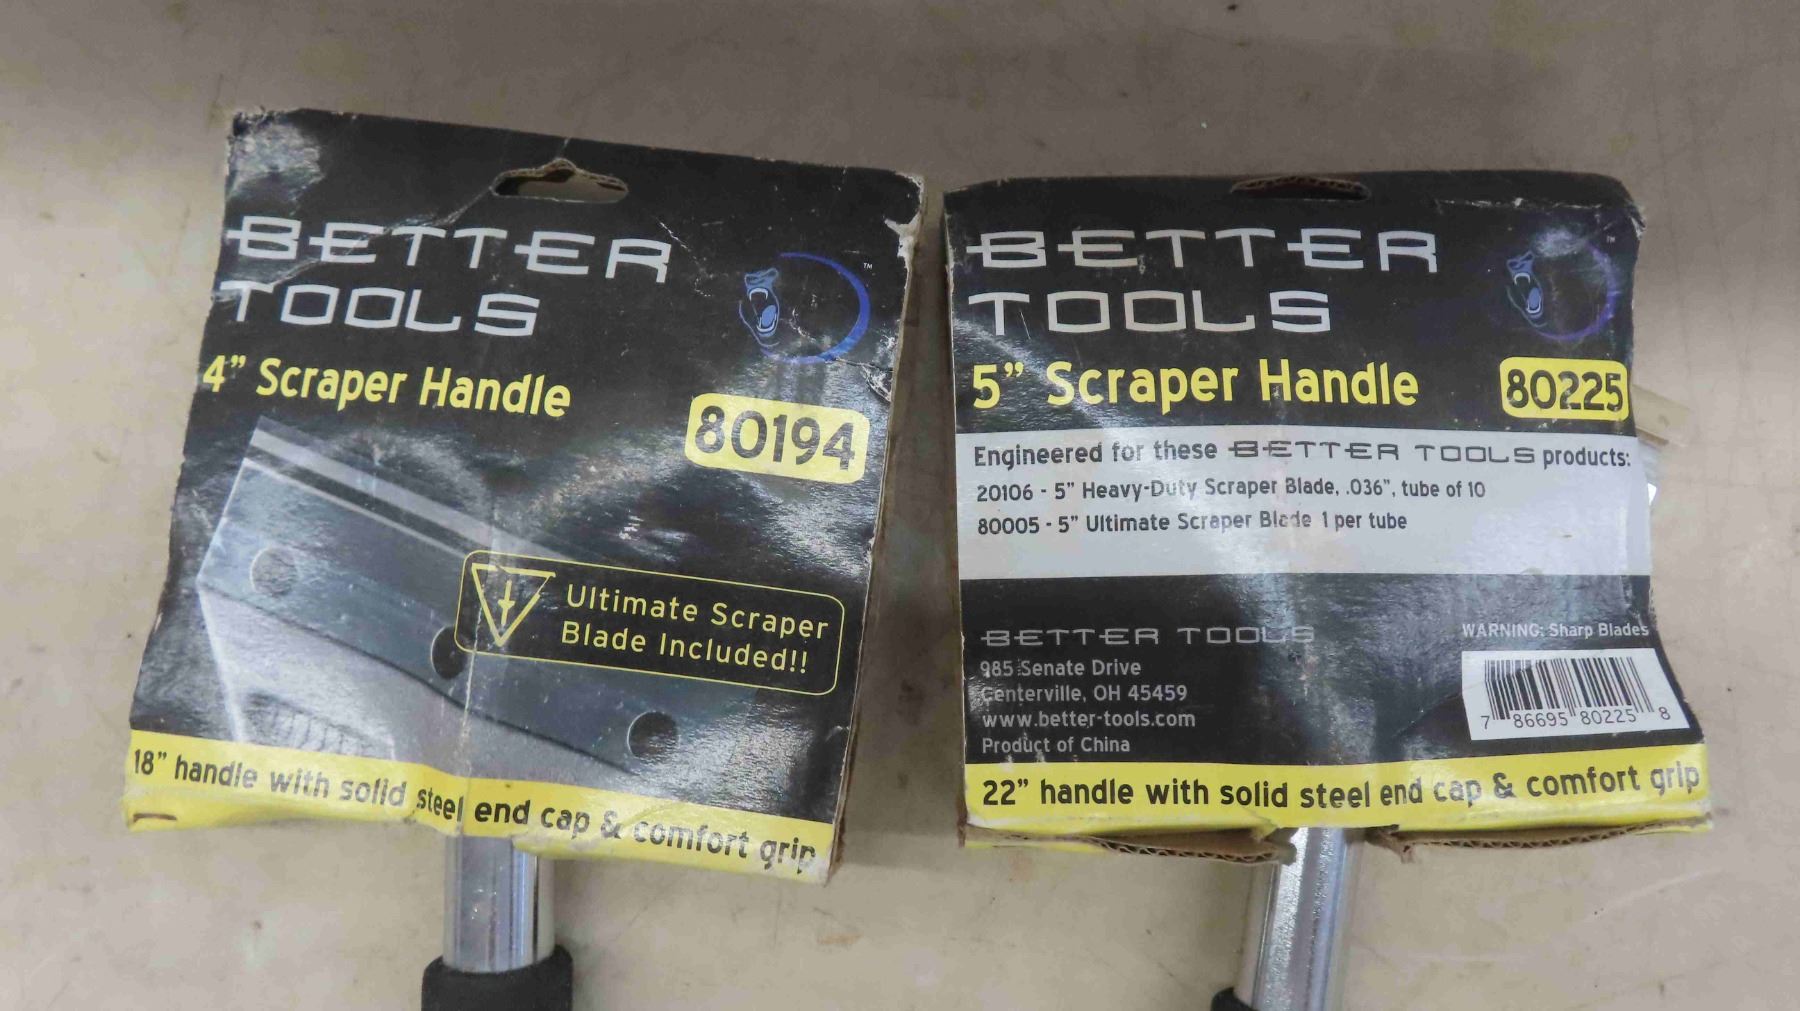 BETTER
TOOLS
™
4” Scraper Handle
80194
Ultimate Scraper
Blade Included!!
18” handle with solid steel end cap & comfort grip
BETTER
TOOLS
™
5” Scraper Handle
80225
Engineered for these BETTER TOOLS products:
20106 - 5” Heavy-Duty Scraper Blade, .036”, tube of 10
80005 - 5” Ultimate Scraper Blade 1 per tube
BETTER TOOLS
985 Senate Drive
Centerville, OH 45459
www.better-tools.com
Product of China
WARNING: Sharp Blades
7 86695 80225 8
22” handle with solid steel end cap & comfort grip